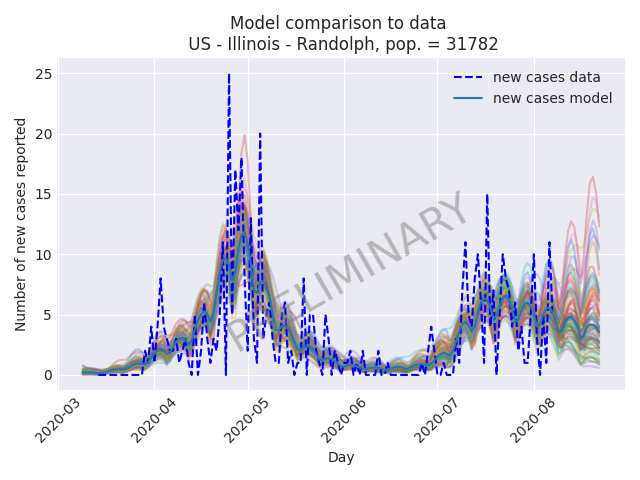 Model comparison to data
US - Illinois - Randolph, pop. = 31782
new cases data
new cases model
Number of new cases reported
25
20
15
10
5
0
PRELIMINARY
2020-03
2020-04
2020-05
2020-06
2020-07
2020-08
Day